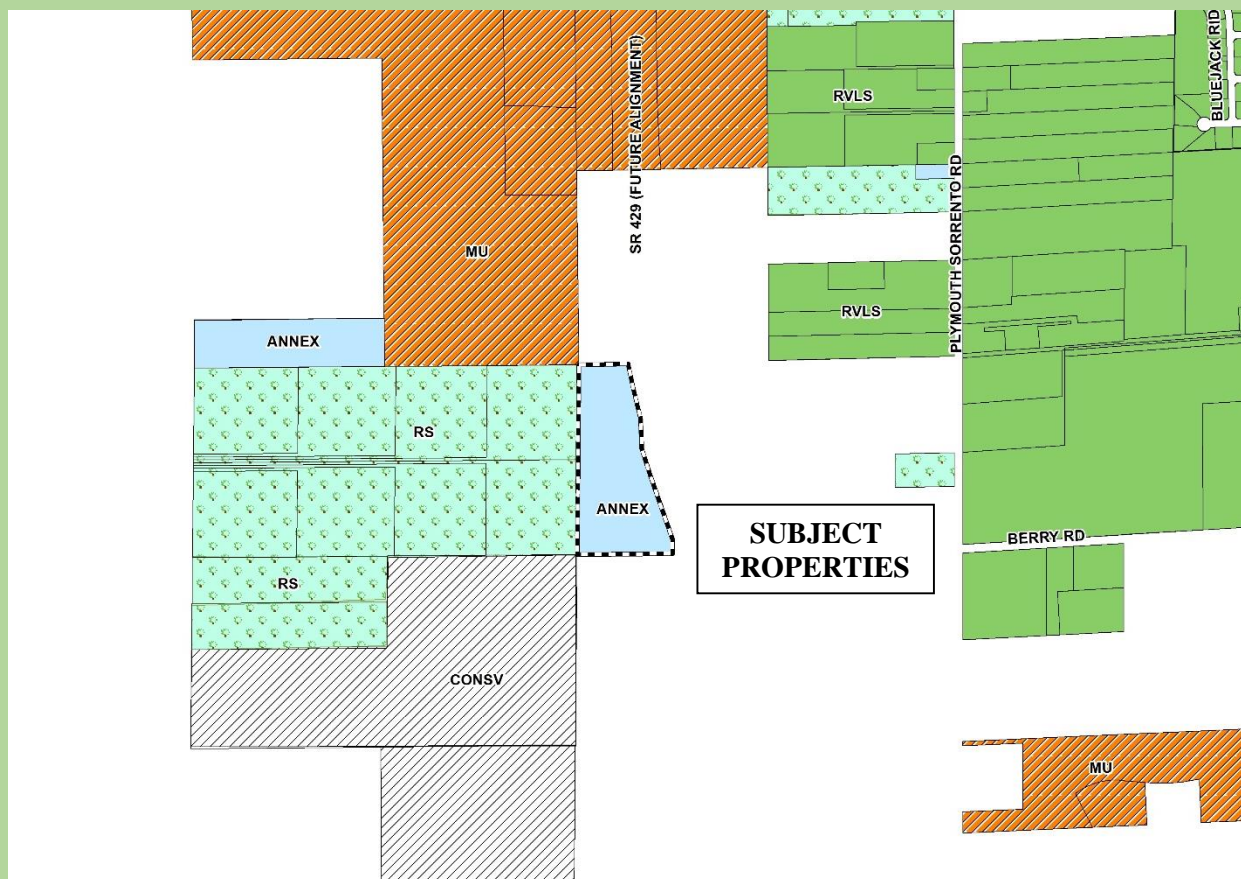 BLUEJACK RID
SR 429 (FUTURE ALIGNMENT)
RVLS
PLYMOUTH SORRENTO RD
MU
RVLS
ANNEX
RS
ANNEX
SUBJECT
PROPERTIES
BERRY RD
RS
CONSV
MU